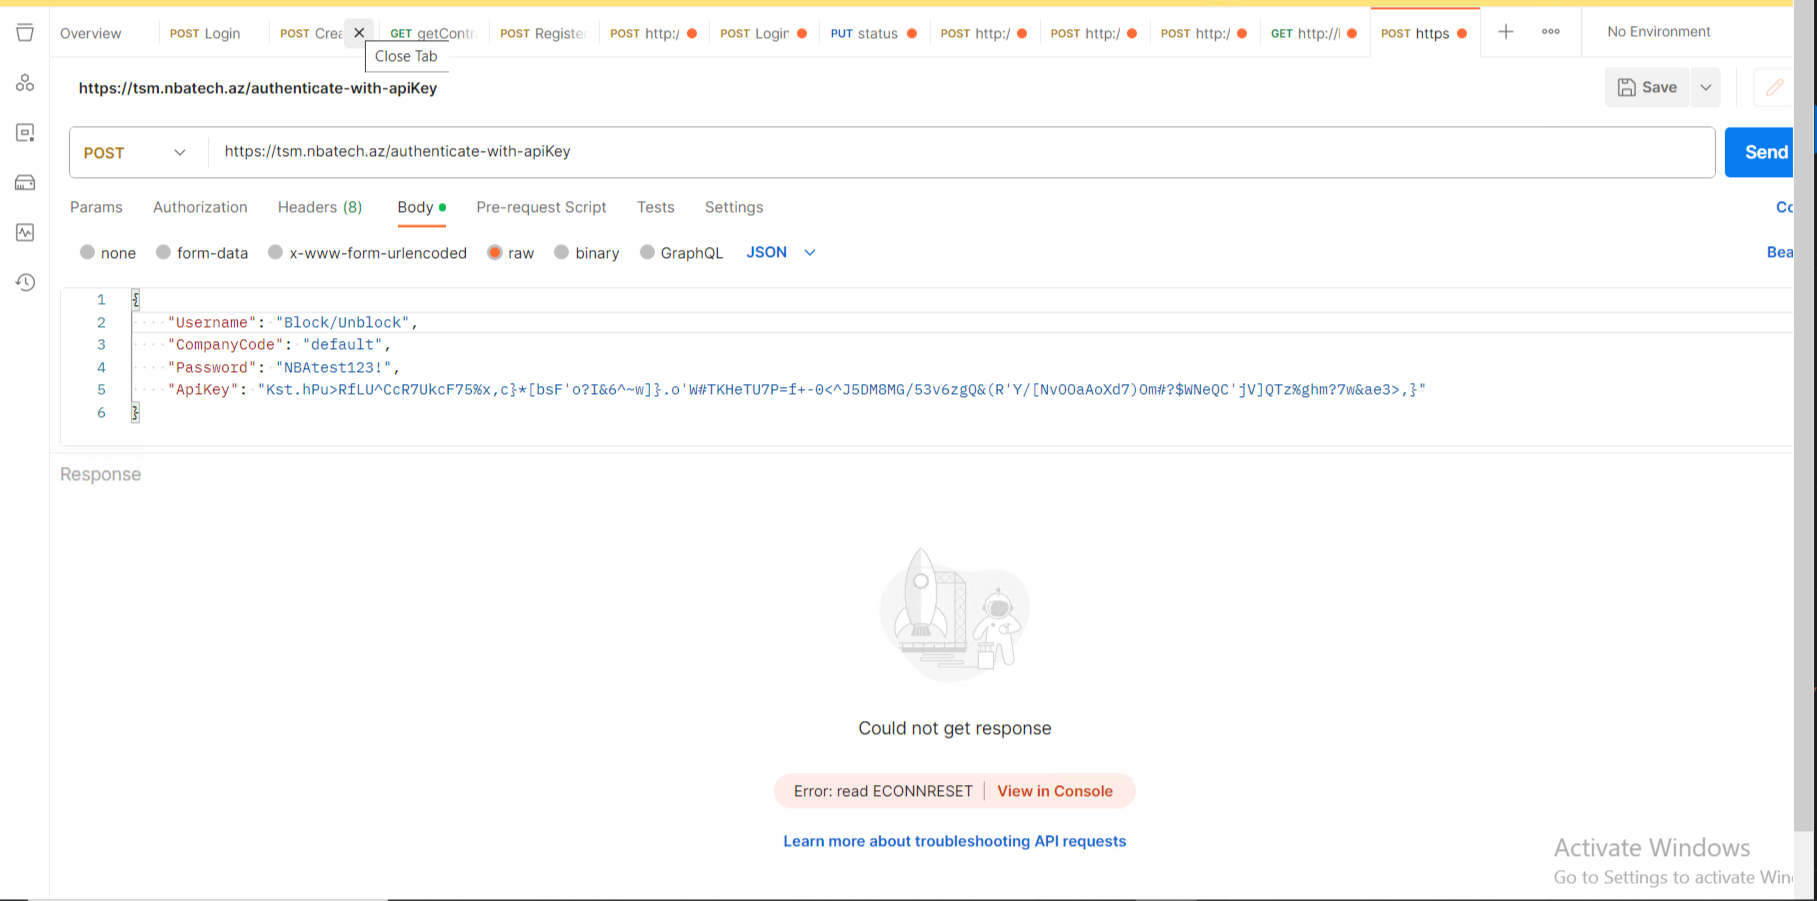 Overview POST Login POST Crea GET getContr POST Register POST http:/ POST Login PUT status POST http:/ POST http:/ POST http:/ GET http://l POST https No Environment
Close Tab
https://tsm.nbatech.az/authenticate-with-apiKey Save
POST https://tsm.nbatech.az/authenticate-with-apiKey Send
Params Authorization Headers (8) Body Pre-request Script Tests Settings Co
none form-data x-www-form-urlencoded raw binary GraphQL JSON Bea
1 {
2 "Username": "Block/Unblock",
3 "CompanyCode": "default",
4 "Password": "NBAtest123!",
5 "ApiKey": "Kst.hPu>RfLU^CcR7UkcF75%x,c}*[bsF'o?I&6^~w]}.o'W#TKHeTU7P=f+-0<^J5DM8MG/53v6zgQ&(R'Y/[NvOOaAoXd7)Om#?$WNeQC'jV]QTz%ghm?7w&ae3>,}"
6 }
Response
Could not get response
Error: read ECONNRESET View in Console
Learn more about troubleshooting API requests
Activate Windows
Go to Settings to activate Win